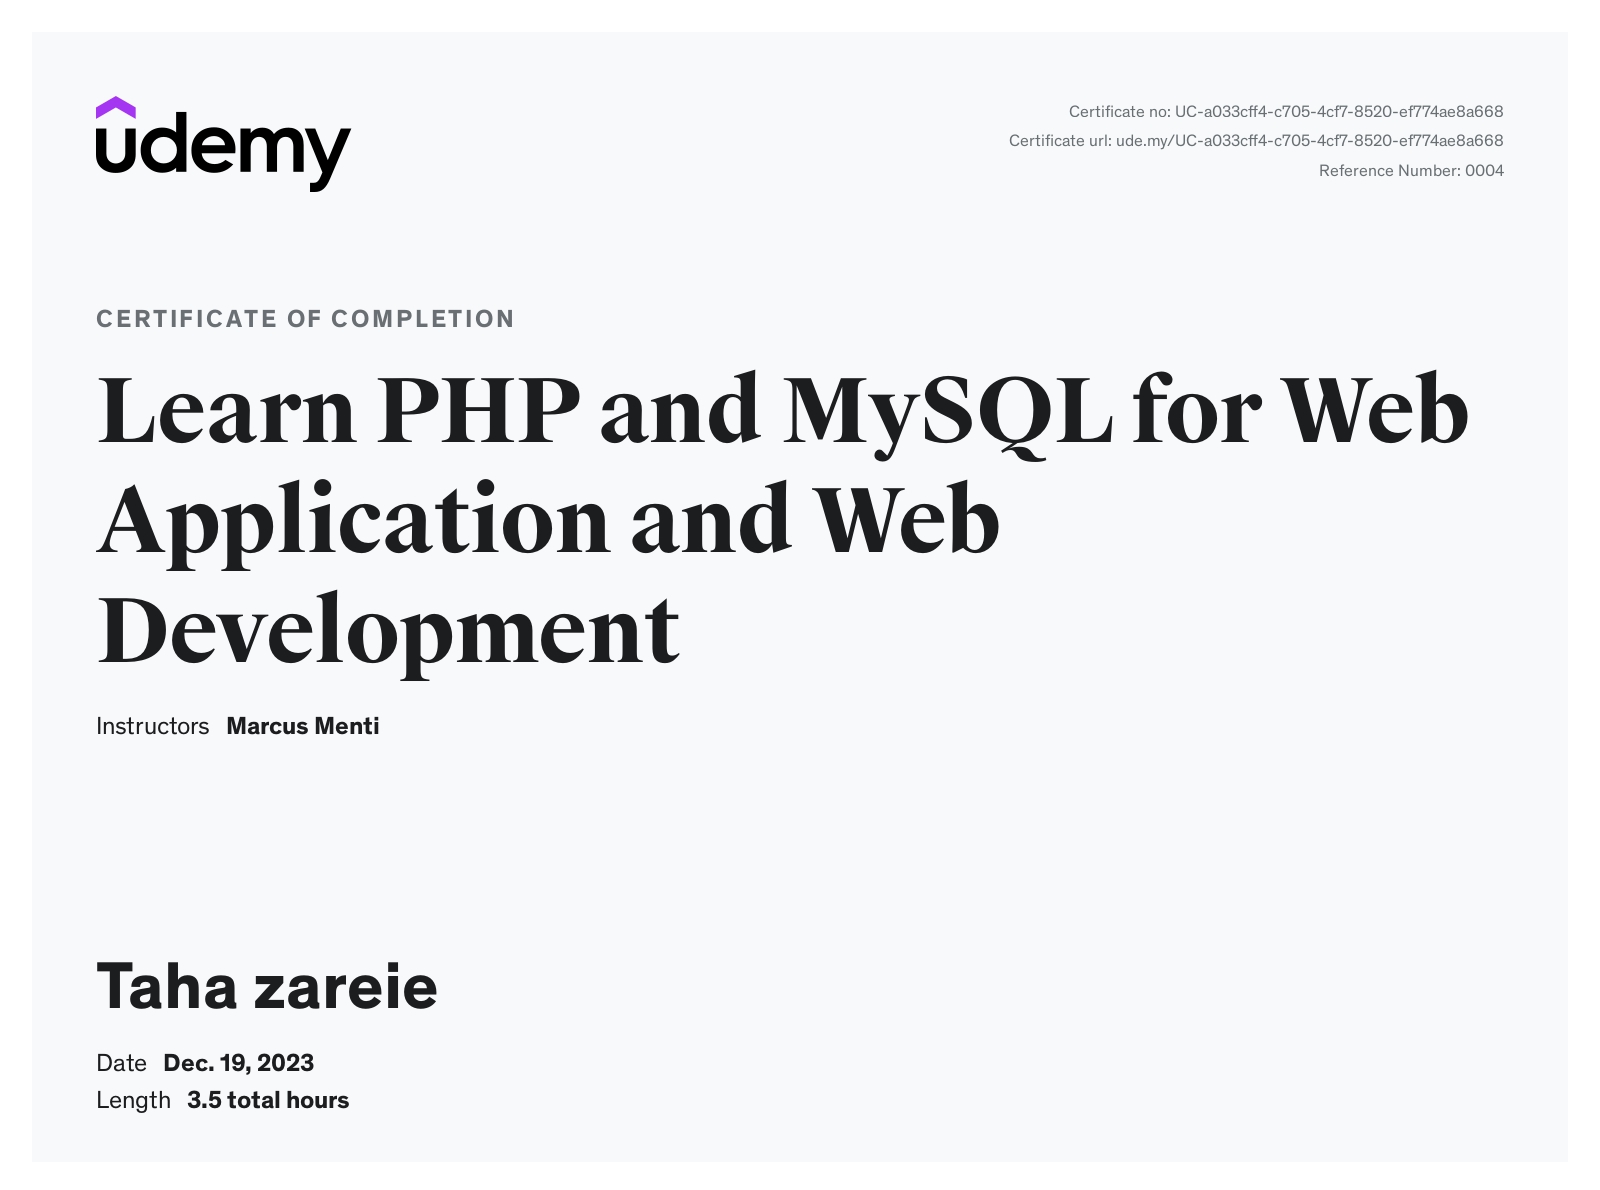 udemy
Certificate no: UC-a033cff4-c705-4cf7-8520-ef774ae8a668
Certificate url: ude.my/UC-a033cff4-c705-4cf7-8520-ef774ae8a668
Reference Number: 0004
CERTIFICATE OF COMPLETION
Learn PHP and MySQL for Web
Application and Web
Development
Instructors Marcus Menti
Taha zareie
Date Dec. 19, 2023
Length 3.5 total hours